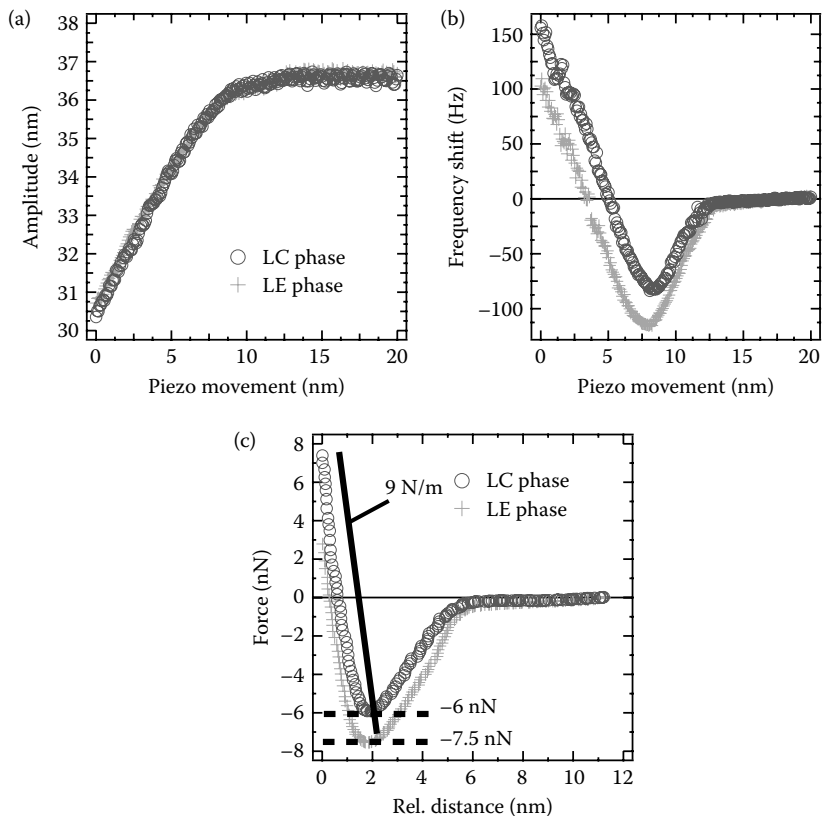 (a)
38
37
36
35
34
33
32
31
30
Amplitude (nm)
LC phase
LE phase
0 5 10 15 20
Piezo movement (nm)
(b)
150
100
50
0
−50
−100
Frequency shift (Hz)
0 5 10 15 20
Piezo movement (nm)
(c)
8
6
4
2
0
−2
−4
−6
−8
Force (nN)
LC phase
LE phase
9 N/m
−6 nN
−7.5 nN
0 2 4 6 8 10 12
Rel. distance (nm)